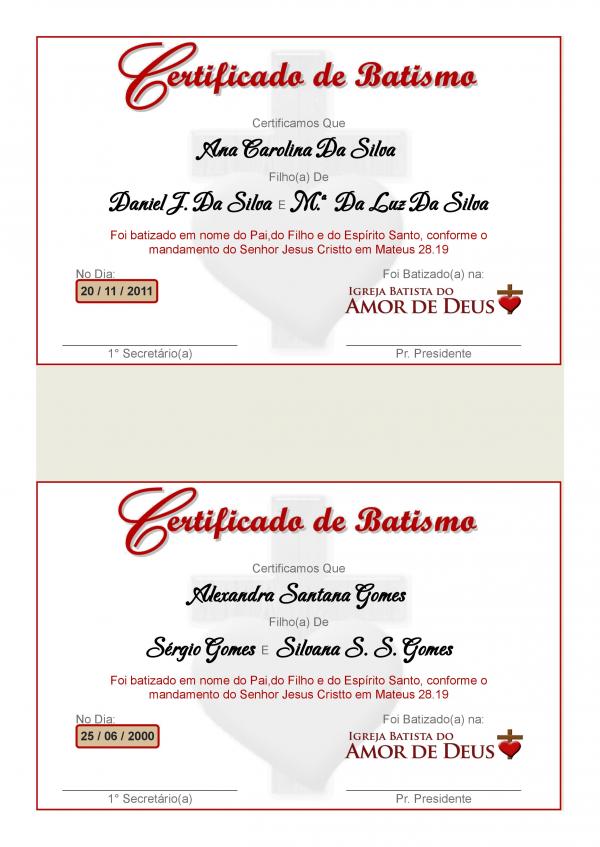 Certificado de Batismo
Certificamos Que
Ana Carolina Da Silva
Filho(a) De
Daniel J. Da Silva E M.ª Da Luz Da Silva
Foi batizado em nome do Pai,do Filho e do Espírito Santo, conforme o
mandamento do Senhor Jesus Cristto em Mateus 28.19
No Dia:
20 / 11 / 2011
Foi Batizado(a) na:
Igreja Batista do
Amor de Deus
1° Secretário(a)
Pr. Presidente
Certificado de Batismo
Certificamos Que
Alexandra Santana Gomes
Filho(a) De
Sérgio Gomes E Silvana S. S. Gomes
Foi batizado em nome do Pai,do Filho e do Espírito Santo, conforme o
mandamento do Senhor Jesus Cristto em Mateus 28.19
No Dia:
25 / 06 / 2000
Foi Batizado(a) na:
Igreja Batista do
Amor de Deus
1° Secretário(a)
Pr. Presidente